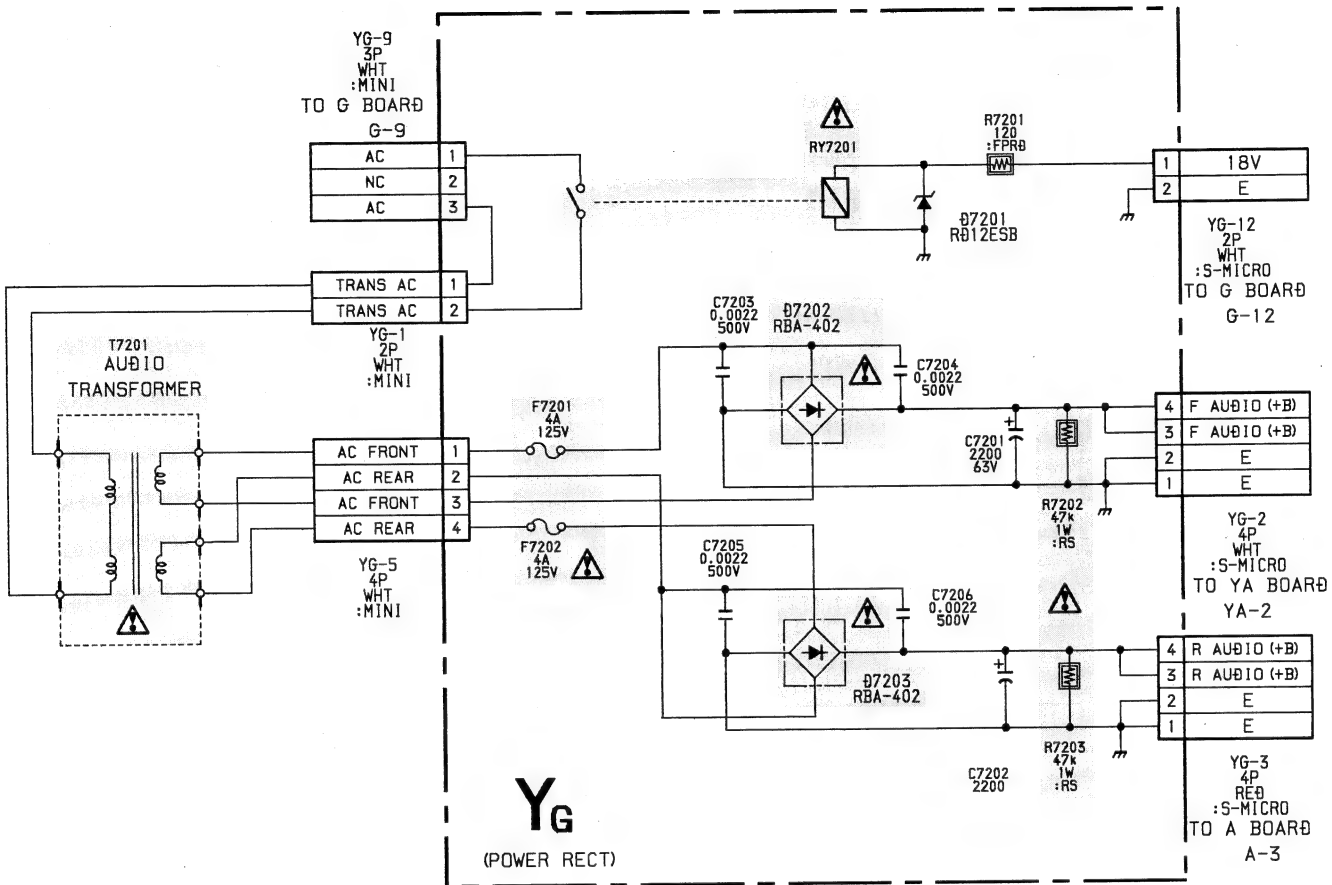 YG-9
3P
WHT
:MINI
TO G BOARD
G-9
AC 1
NC 2
AC 3
TRANS AC 1
TRANS AC 2
YG-1
2P
WHT
:MINI
T7201
AUDIO
TRANSFORMER
AC FRONT 1
AC REAR 2
AC FRONT 3
AC REAR 4
YG-5
4P
WHT
:MINI
F7201
4A
125V
F7202
4A
125V
RY7201
R7201
120
:FPRD
D7201
RD12ESB
1 18V
2 E
YG-12
2P
WHT
:S-MICRO
TO G BOARD
G-12
C7203
0.0022
500V
D7202
RBA-402
C7204
0.0022
500V
+
C7201
2200
63V
R7202
47k
1W
:RS
4 F AUDIO (+B)
3 F AUDIO (+B)
2 E
1 E
YG-2
4P
WHT
:S-MICRO
TO YA BOARD
YA-2
C7205
0.0022
500V
D7203
RBA-402
C7206
0.0022
500V
+
C7202
2200
R7203
47k
1W
:RS
4 R AUDIO (+B)
3 R AUDIO (+B)
2 E
1 E
YG-3
4P
RED
:S-MICRO
TO A BOARD
A-3
YG
(POWER RECT)